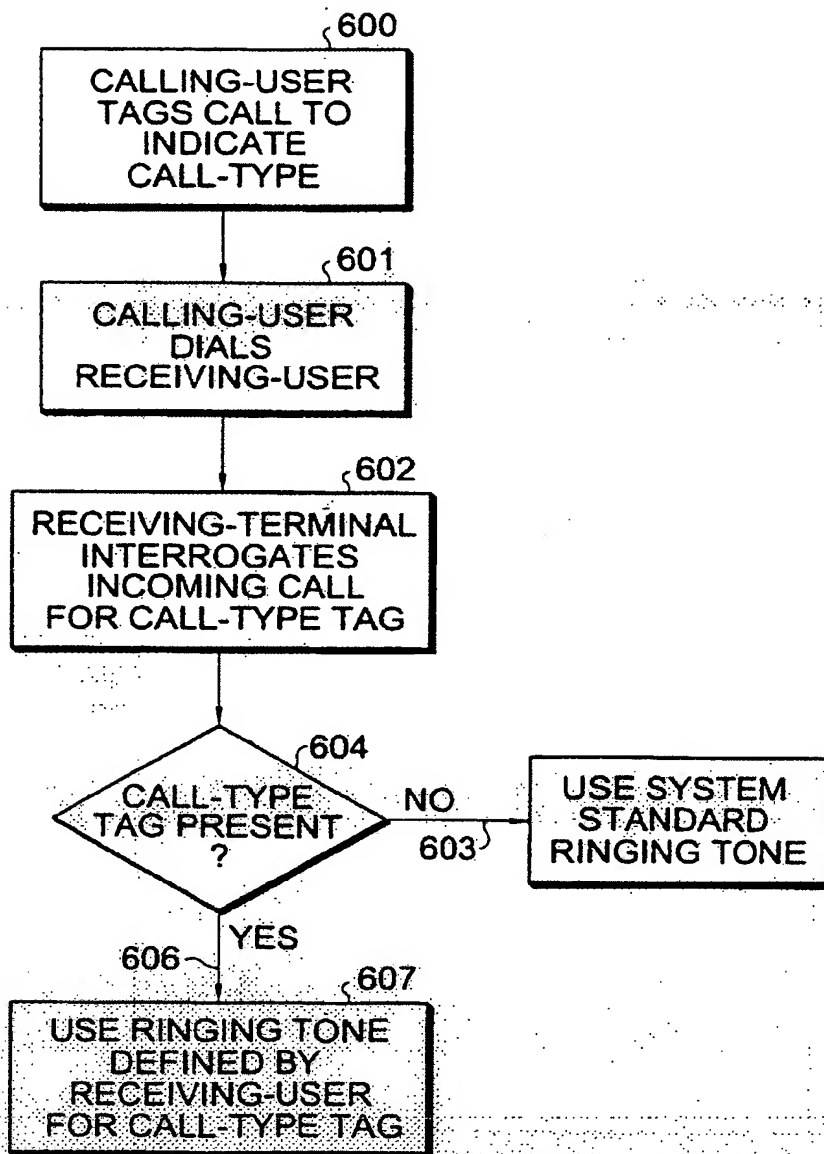 600
CALLING-USER
TAGS CALL TO
INDICATE
CALL-TYPE
601
CALLING-USER
DIALS
RECEIVING-USER
602
RECEIVING-TERMINAL
INTERROGATES
INCOMING CALL
FOR CALL-TYPE TAG
604
CALL-TYPE
TAG PRESENT
?
NO
603
USE SYSTEM
STANDARD
RINGING TONE
YES
606
607
USE RINGING TONE
DEFINED BY
RECEIVING-USER
FOR CALL-TYPE TAG